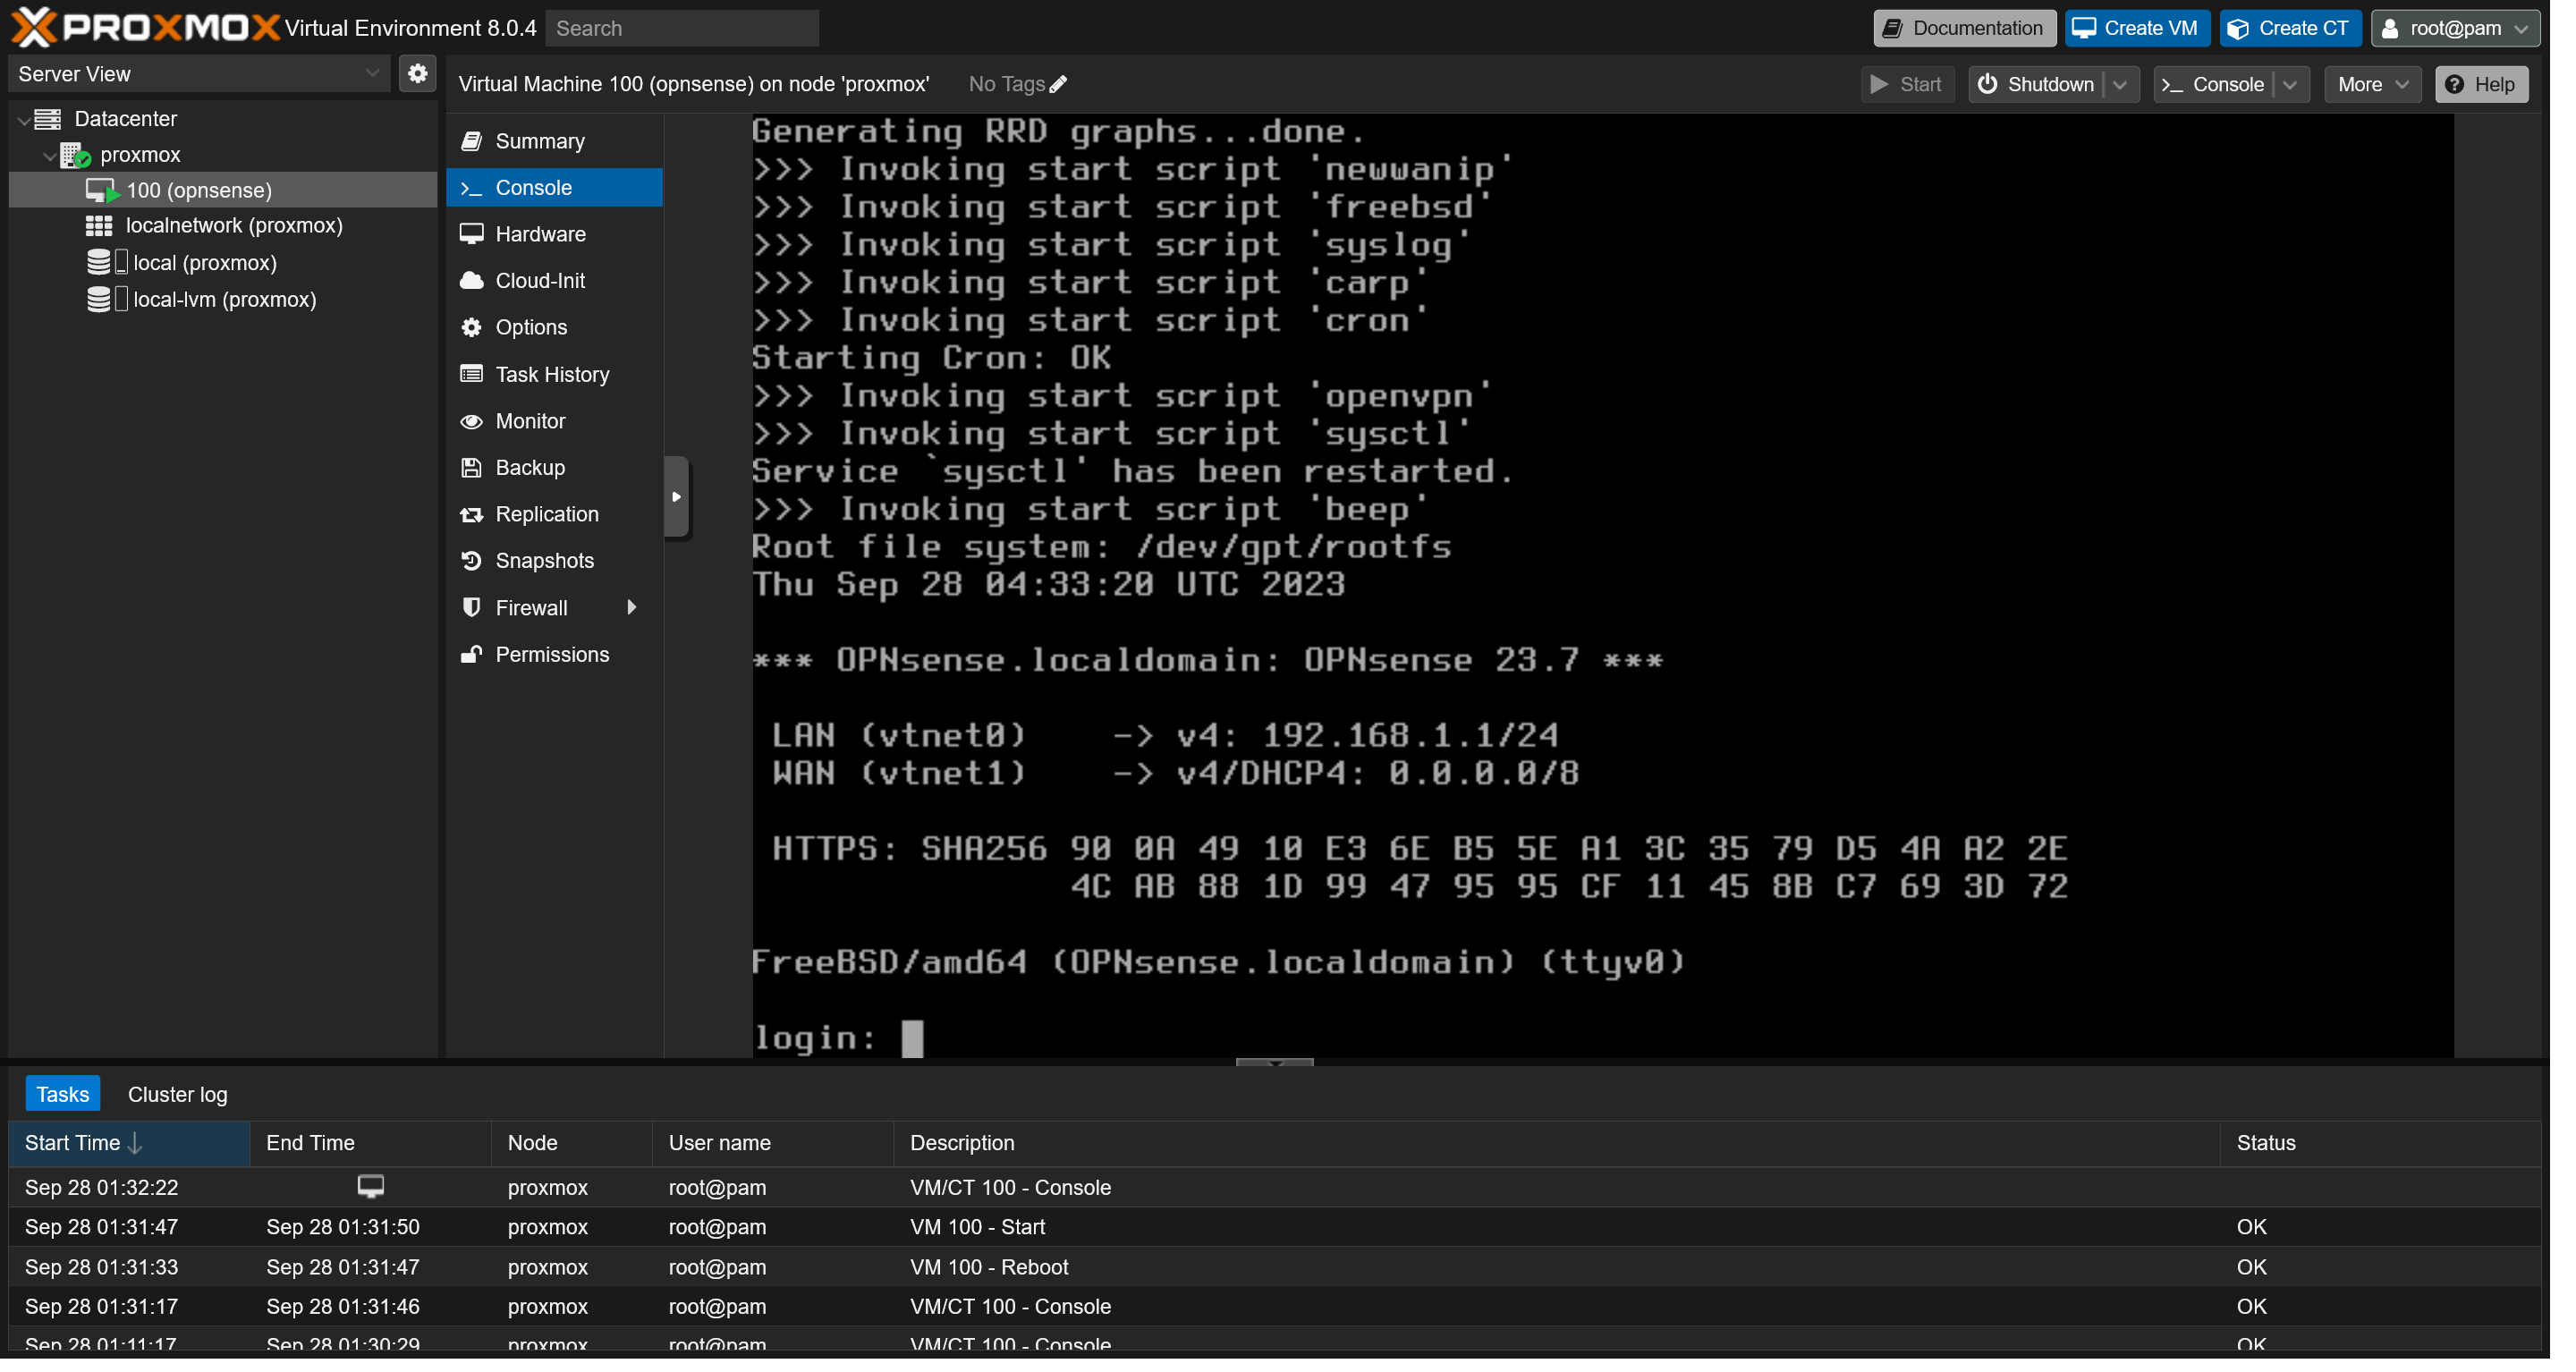 PROXMOX Virtual Environment 8.0.4 Search Documentation Create VM Create CT root@pam
Server View
Virtual Machine 100 (opnsense) on node 'proxmox' No Tags Start Shutdown Console More Help
Datacenter
proxmox
100 (opnsense)
localnetwork (proxmox)
local (proxmox)
local-lvm (proxmox)
Summary
Console
Hardware
Cloud-Init
Options
Task History
Monitor
Backup
Replication
Snapshots
Firewall
Permissions
Generating RRD graphs...done.
>>> Invoking start script 'newwanip'
>>> Invoking start script 'freebsd'
>>> Invoking start script 'syslog'
>>> Invoking start script 'carp'
>>> Invoking start script 'cron'
Starting Cron: OK
>>> Invoking start script 'openvpn'
>>> Invoking start script 'sysctl'
Service `sysctl' has been restarted.
>>> Invoking start script 'beep'
Root file system: /dev/gpt/rootfs
Thu Sep 28 04:33:20 UTC 2023
*** OPNsense.localdomain: OPNsense 23.7 ***
LAN (vtnet0) -> v4: 192.168.1.1/24
WAN (vtnet1) -> v4/DHCP4: 0.0.0.0/8
HTTPS: SHA256 90 0A 49 10 E3 6E B5 5E A1 3C 35 79 D5 4A A2 2E
4C AB 88 1D 99 47 95 95 CF 11 45 8B C7 69 3D 72
FreeBSD/amd64 (OPNsense.localdomain) (ttyv0)
login:
Tasks Cluster log
Start Time End Time Node User name Description Status
Sep 28 01:32:22 proxmox root@pam VM/CT 100 - Console
Sep 28 01:31:47 Sep 28 01:31:50 proxmox root@pam VM 100 - Start OK
Sep 28 01:31:33 Sep 28 01:31:47 proxmox root@pam VM 100 - Reboot OK
Sep 28 01:31:17 Sep 28 01:31:46 proxmox root@pam VM/CT 100 - Console OK
Sep 28 01:11:17 Sep 28 01:30:29 proxmox root@pam VM/CT 100 - Console OK